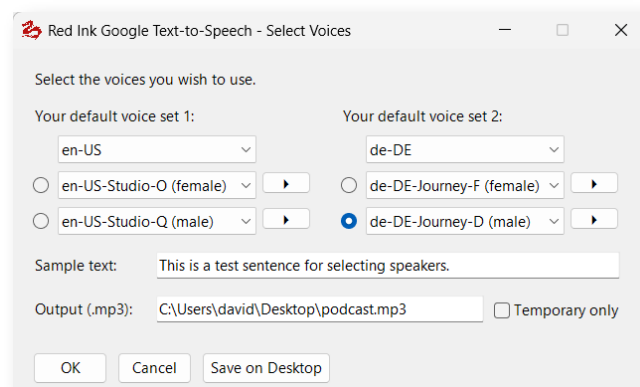 Red Ink Google Text-to-Speech - Select Voices
Select the voices you wish to use.
Your default voice set 1: Your default voice set 2:
en-US de-DE
en-US-Studio-O (female) de-DE-Journey-F (female)
en-US-Studio-Q (male) de-DE-Journey-D (male)
Sample text: This is a test sentence for selecting speakers.
Output (.mp3): C:\Users\david\Desktop\podcast.mp3 Temporary only
OK Cancel Save on Desktop